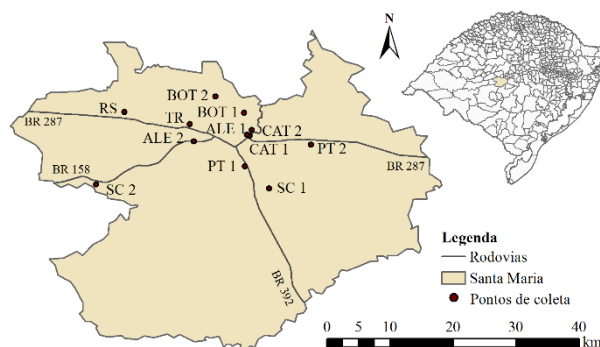 N
BOT 2
RS
BOT 1
TR
BR 287
ALE 1
CAT 2
ALE 2
CAT 1
PT 2
BR 158
PT 1
BR 287
SC 2
SC 1
BR 392
Legenda
Rodovias
Santa Maria
Pontos de coleta
0 10 20 30 40
km